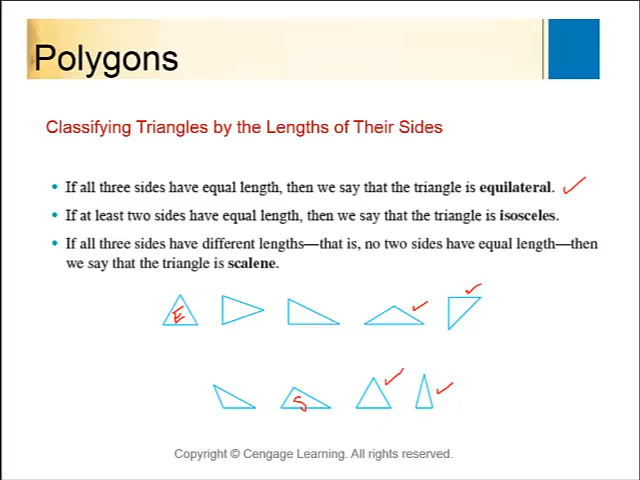 Polygons
Classifying Triangles by the Lengths of Their Sides
• If all three sides have equal length, then we say that the triangle is equilateral.
• If at least two sides have equal length, then we say that the triangle is isosceles.
• If all three sides have different lengths—that is, no two sides have equal length—then
we say that the triangle is scalene.
E
S
Copyright © Cengage Learning. All rights reserved.